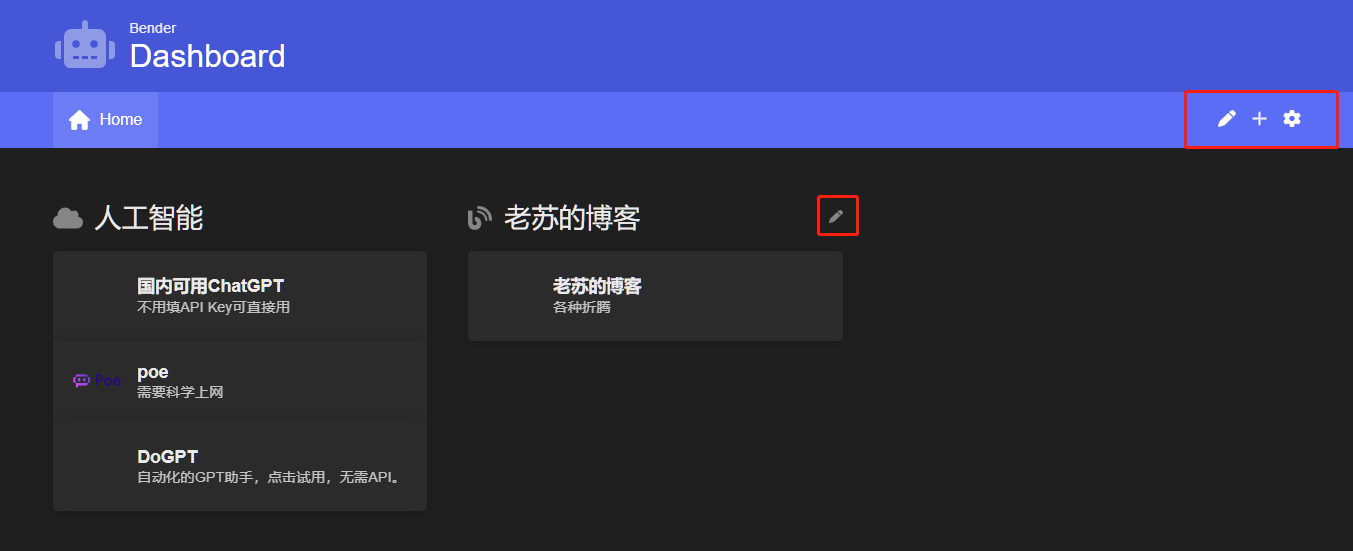 Bender
Dashboard
Home
人工智能
国内可用ChatGPT
不用填API Key可直接用
Poe
poe
需要科学上网
DoGPT
自动化的GPT助手，点击试用，无需API。
老苏的博客
老苏的博客
各种折腾